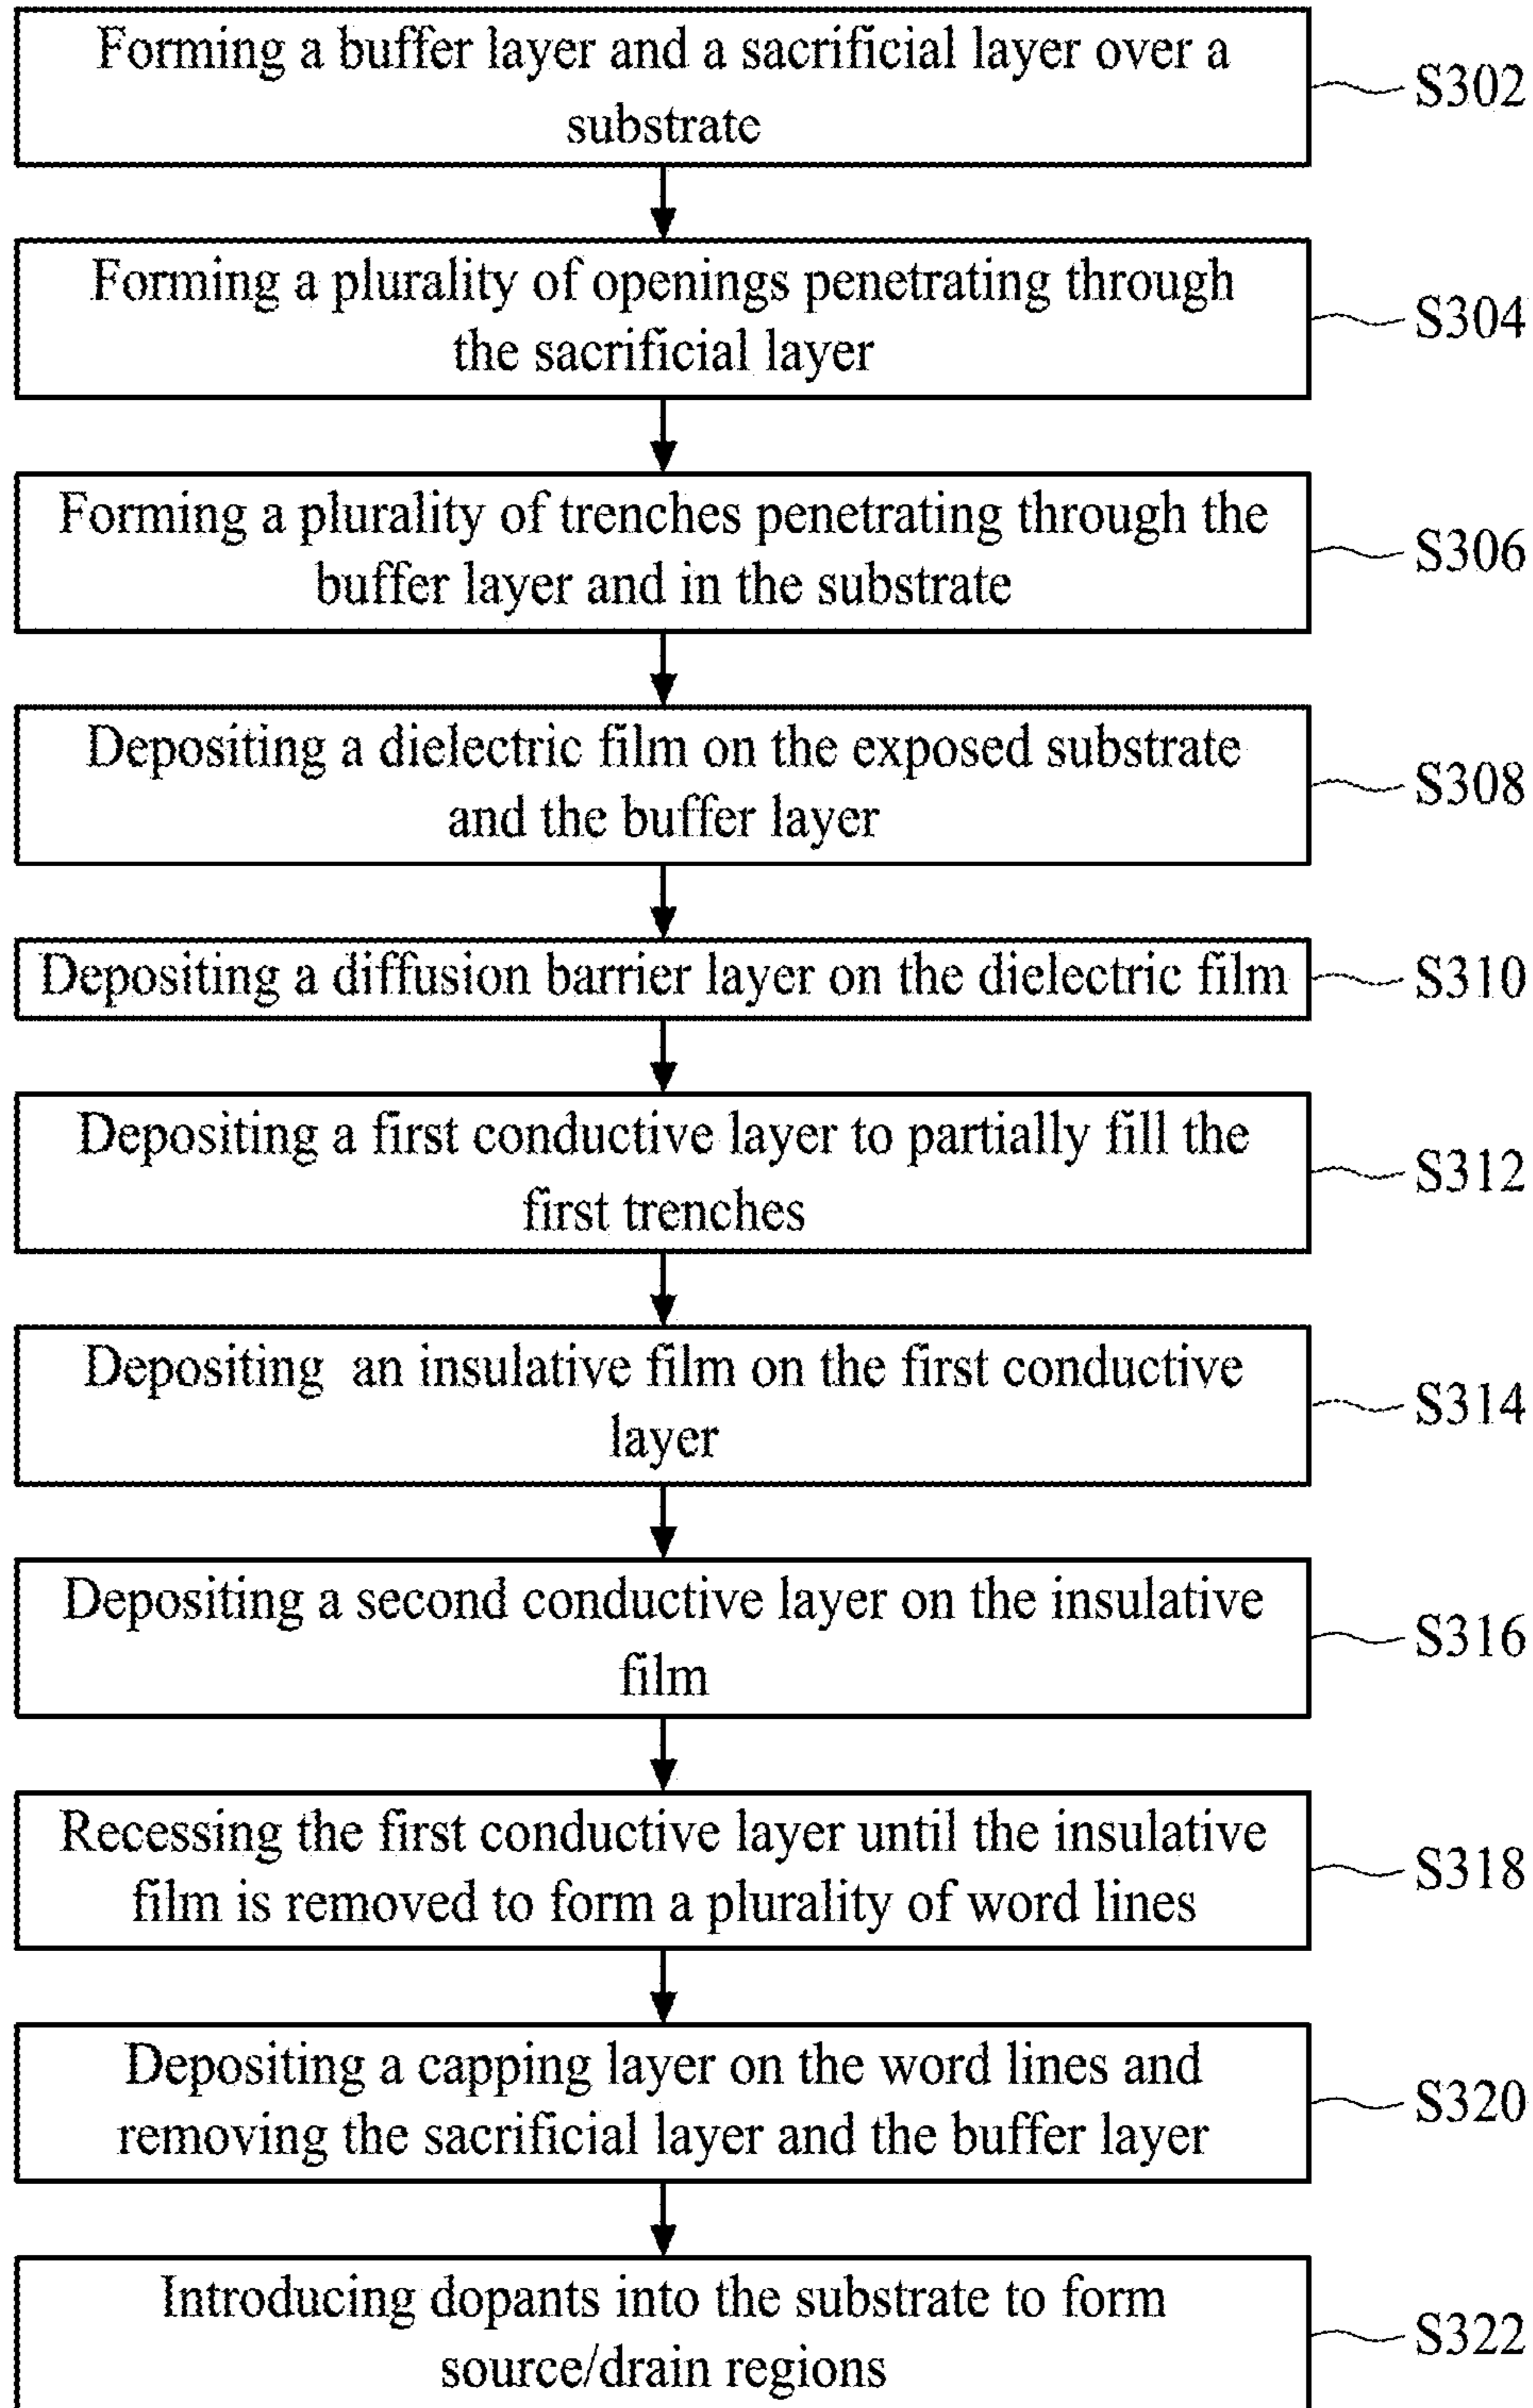 Forming a buffer layer and a sacrificial layer over a
substrate
S302
Forming a plurality of openings penetrating through
the sacrificial layer
S304
Forming a plurality of trenches penetrating through the
buffer layer and in the substrate
S306
Depositing a dielectric film on the exposed substrate
and the buffer layer
S308
Depositing a diffusion barrier layer on the dielectric film
S310
Depositing a first conductive layer to partially fill the
first trenches
S312
Depositing an insulative film on the first conductive
layer
S314
Depositing a second conductive layer on the insulative
film
S316
Recessing the first conductive layer until the insulative
film is removed to form a plurality of word lines
S318
Depositing a capping layer on the word lines and
removing the sacrificial layer and the buffer layer
S320
Introducing dopants into the substrate to form
source/drain regions
S322